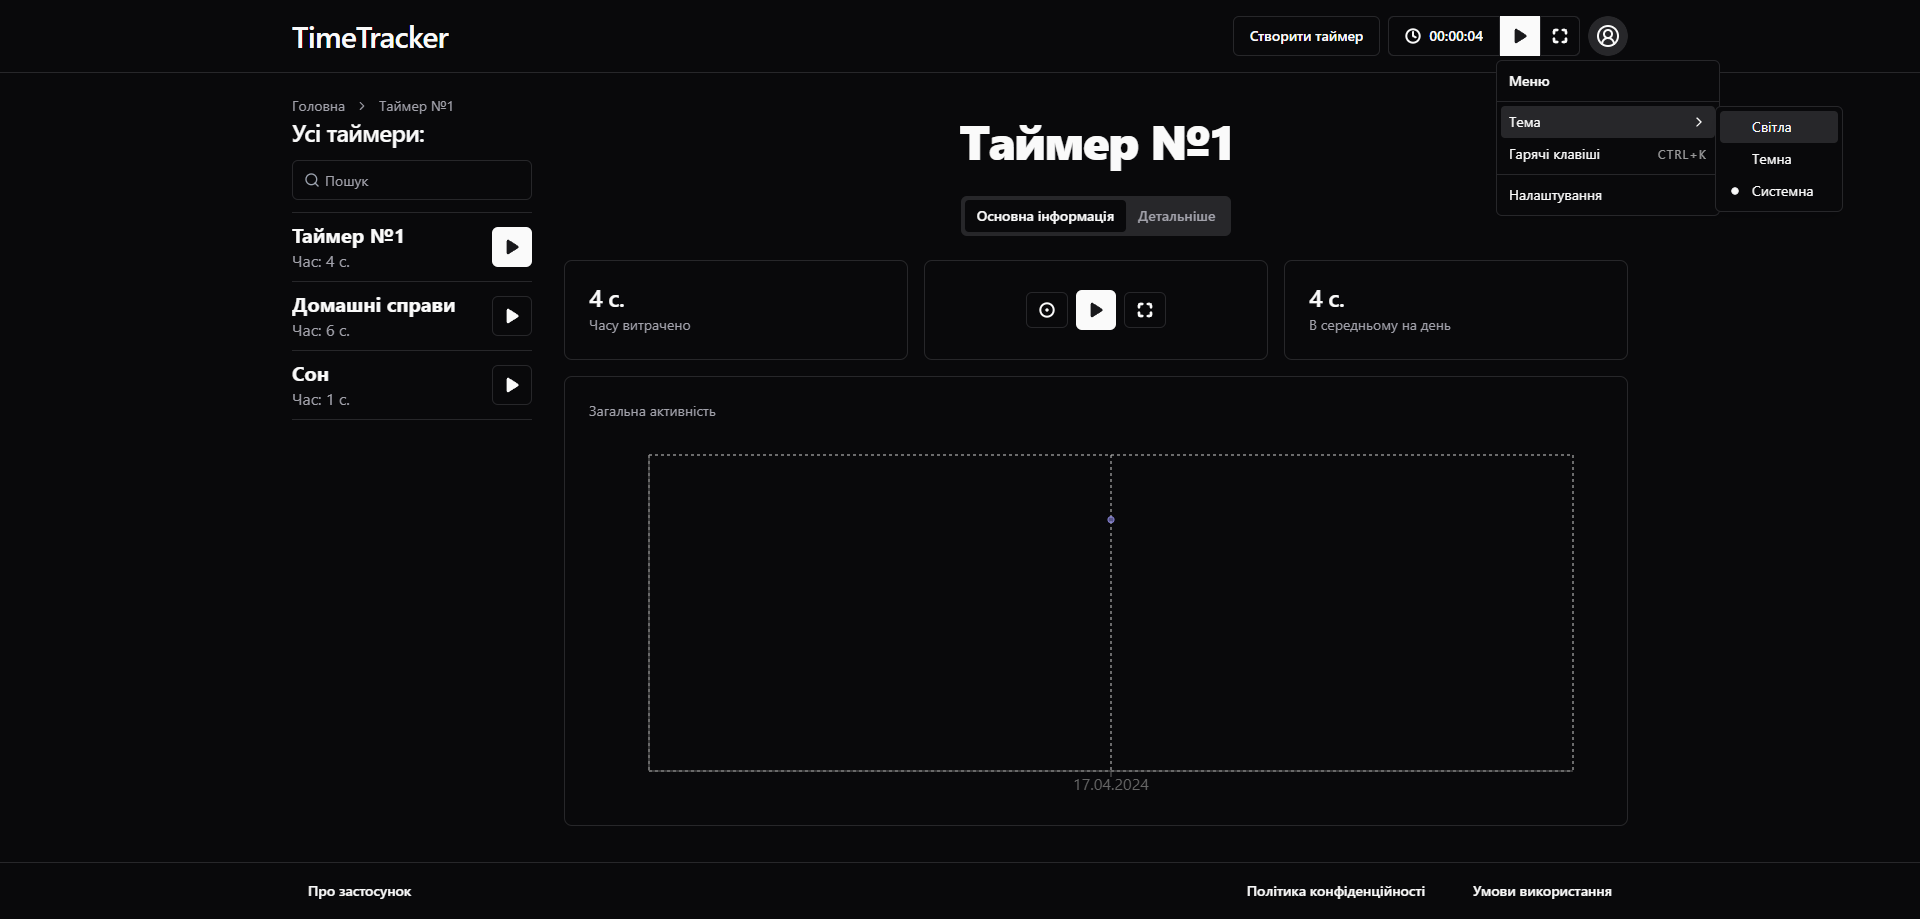 TimeTracker
Створити таймер
00:00:04
Меню
Тема
Гарячі клавіші CTRL+K
Налаштування
Світла
Темна
Системна
Головна > Таймер №1
Усі таймери:
Пошук
Таймер №1
Час: 4 с.
Домашні справи
Час: 6 с.
Сон
Час: 1 с.
Таймер №1
Основна інформація
Детальніше
4 с.
Часу витрачено
4 с.
В середньому на день
Загальна активність
17.04.2024
Про застосунок
Політика конфіденційності
Умови використання